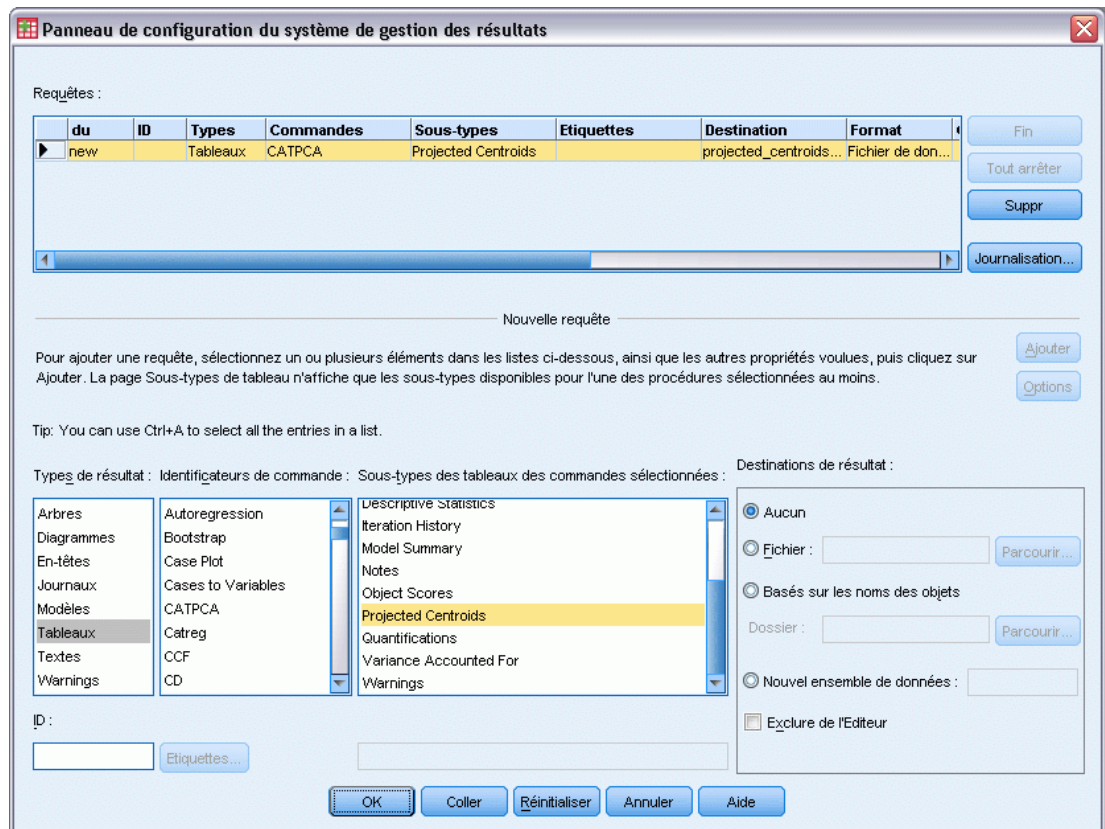 Panneau de configuration du système de gestion des résultats
Requêtes :
du ID Types Commandes Sous-types Etiquettes Destination Format
new Tableaux CATPCA Projected Centroids projected_centroids... Fichier de don...
Fin
Tout arrêter
Suppr
Journalisation...
Nouvelle requête
Pour ajouter une requête, sélectionnez un ou plusieurs éléments dans les listes ci-dessous, ainsi que les autres propriétés voulues, puis cliquez sur
Ajouter. La page Sous-types de tableau n'affiche que les sous-types disponibles pour l'une des procédures sélectionnées au moins.
Ajouter
Options
Tip: You can use Ctrl+A to select all the entries in a list.
Types de résultat :
Arbres
Diagrammes
En-têtes
Journaux
Modèles
Tableaux
Textes
Warnings
Identificateurs de commande :
Autoregression
Bootstrap
Case Plot
Cases to Variables
CATPCA
Catreg
CCF
CD
Sous-types des tableaux des commandes sélectionnées :
Descriptive Statistics
Iteration History
Model Summary
Notes
Object Scores
Projected Centroids
Quantifications
Variance Accounted For
Warnings
Destinations de résultat :
Aucun
Fichier :
Parcourir...
Basés sur les noms des objets
Dossier :
Parcourir...
Nouvel ensemble de données :
Exclure de l'Editeur
ID :
Etiquettes...
OK
Coller
Réinitialiser
Annuler
Aide